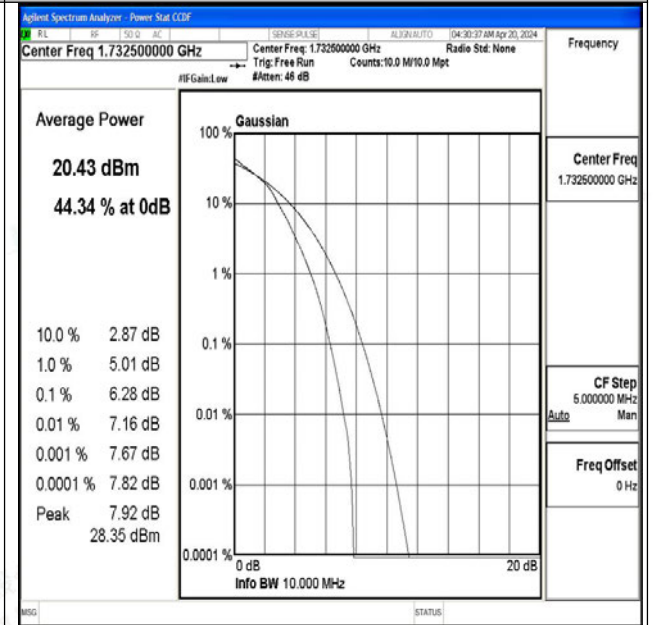 Agilent Spectrum Analyzer - Power Stat CCDF
RL RF 50 Ω AC SENSE:PULSE ALIGN AUTO 04:30:37 AM Apr 20, 2024
Center Freq 1.732500000 GHz
Center Freq: 1.732500000 GHz Radio Std: None
Trig: Free Run Counts:10.0 M/10.0 Mpt
#IFGain:Low #Atten: 46 dB
Frequency
Average Power
20.43 dBm
44.34 % at 0dB
10.0 % 2.87 dB
1.0 % 5.01 dB
0.1 % 6.28 dB
0.01 % 7.16 dB
0.001 % 7.67 dB
0.0001 % 7.82 dB
Peak 7.92 dB
28.35 dBm
Gaussian
100 %
10 %
1 %
0.1 %
0.01 %
0.001 %
0.0001 %
0 dB 20 dB
Info BW 10.000 MHz
Center Freq
1.732500000 GHz
CF Step
5.000000 MHz
Auto Man
Freq Offset
0 Hz
MSG STATUS